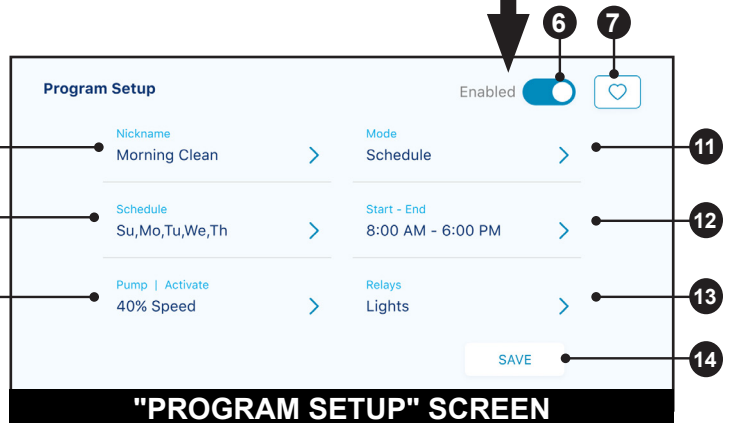 6 7
Program Setup Enabled
Nickname Mode
Morning Clean Schedule 11
Schedule Start - End
Su,Mo,Tu,We,Th 8:00 AM - 6:00 PM 12
Pump | Activate Relays
40% Speed Lights 13
SAVE 14
"PROGRAM SETUP" SCREEN